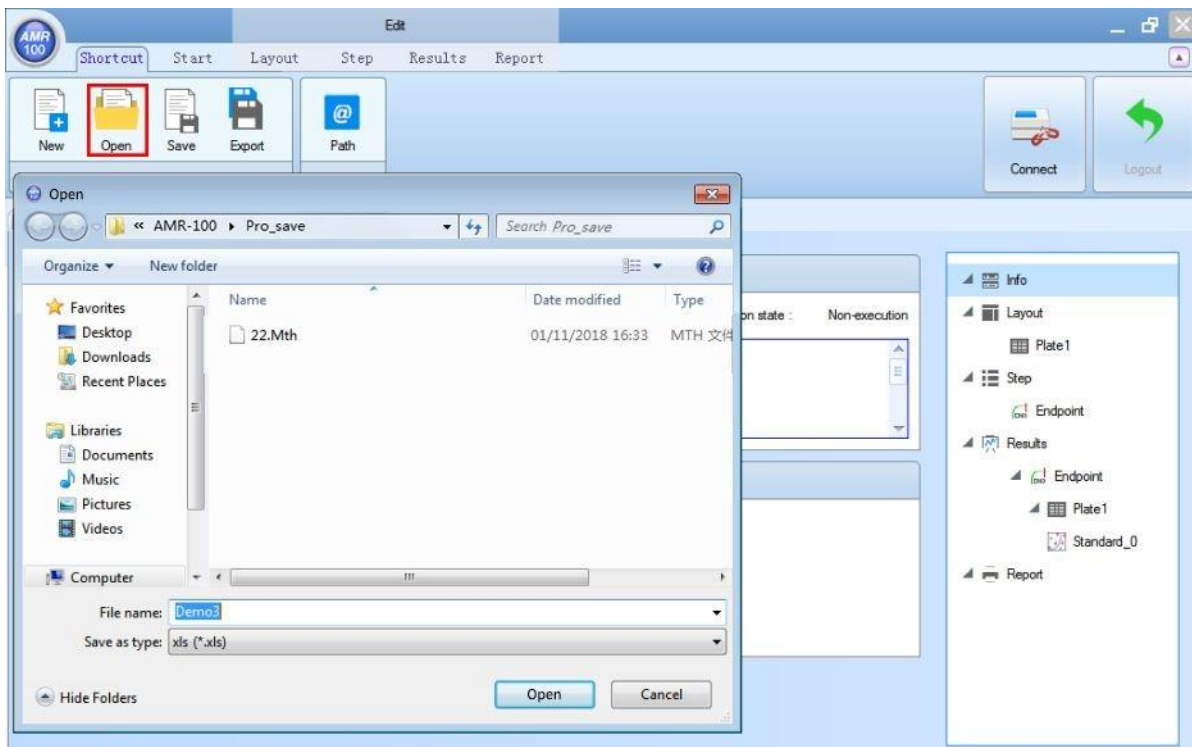 Edit
AMR
100
Shortcut Start Layout Step Results Report
New Open Save Export Path Connect Logout
Open
« AMR-100 ▸ Pro_save Search Pro_save
Organize New folder
Name Date modified Type
22.Mth 01/11/2018 16:33 MTH 文件
Favorites
Desktop
Downloads
Recent Places
Libraries
Documents
Music
Pictures
Videos
Computer
File name: Demo3
Save as type: xls (*.xls)
Hide Folders Open Cancel
on state : Non-execution
Info
Layout
Plate1
Step
Endpoint
Results
Endpoint
Plate1
Standard_0
Report